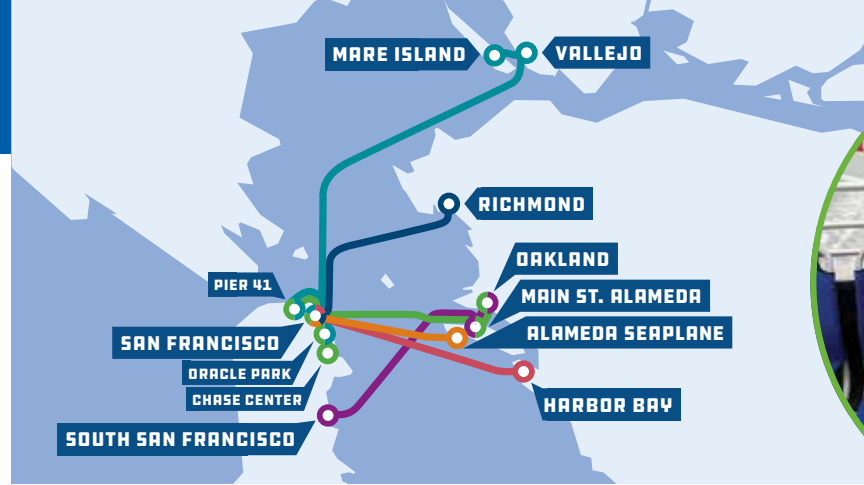 MARE ISLAND
VALLEJO
RICHMOND
OAKLAND
PIER 41
MAIN ST. ALAMEDA
ALAMEDA SEAPLANE
SAN FRANCISCO
ORACLE PARK
CHASE CENTER
HARBOR BAY
SOUTH SAN FRANCISCO